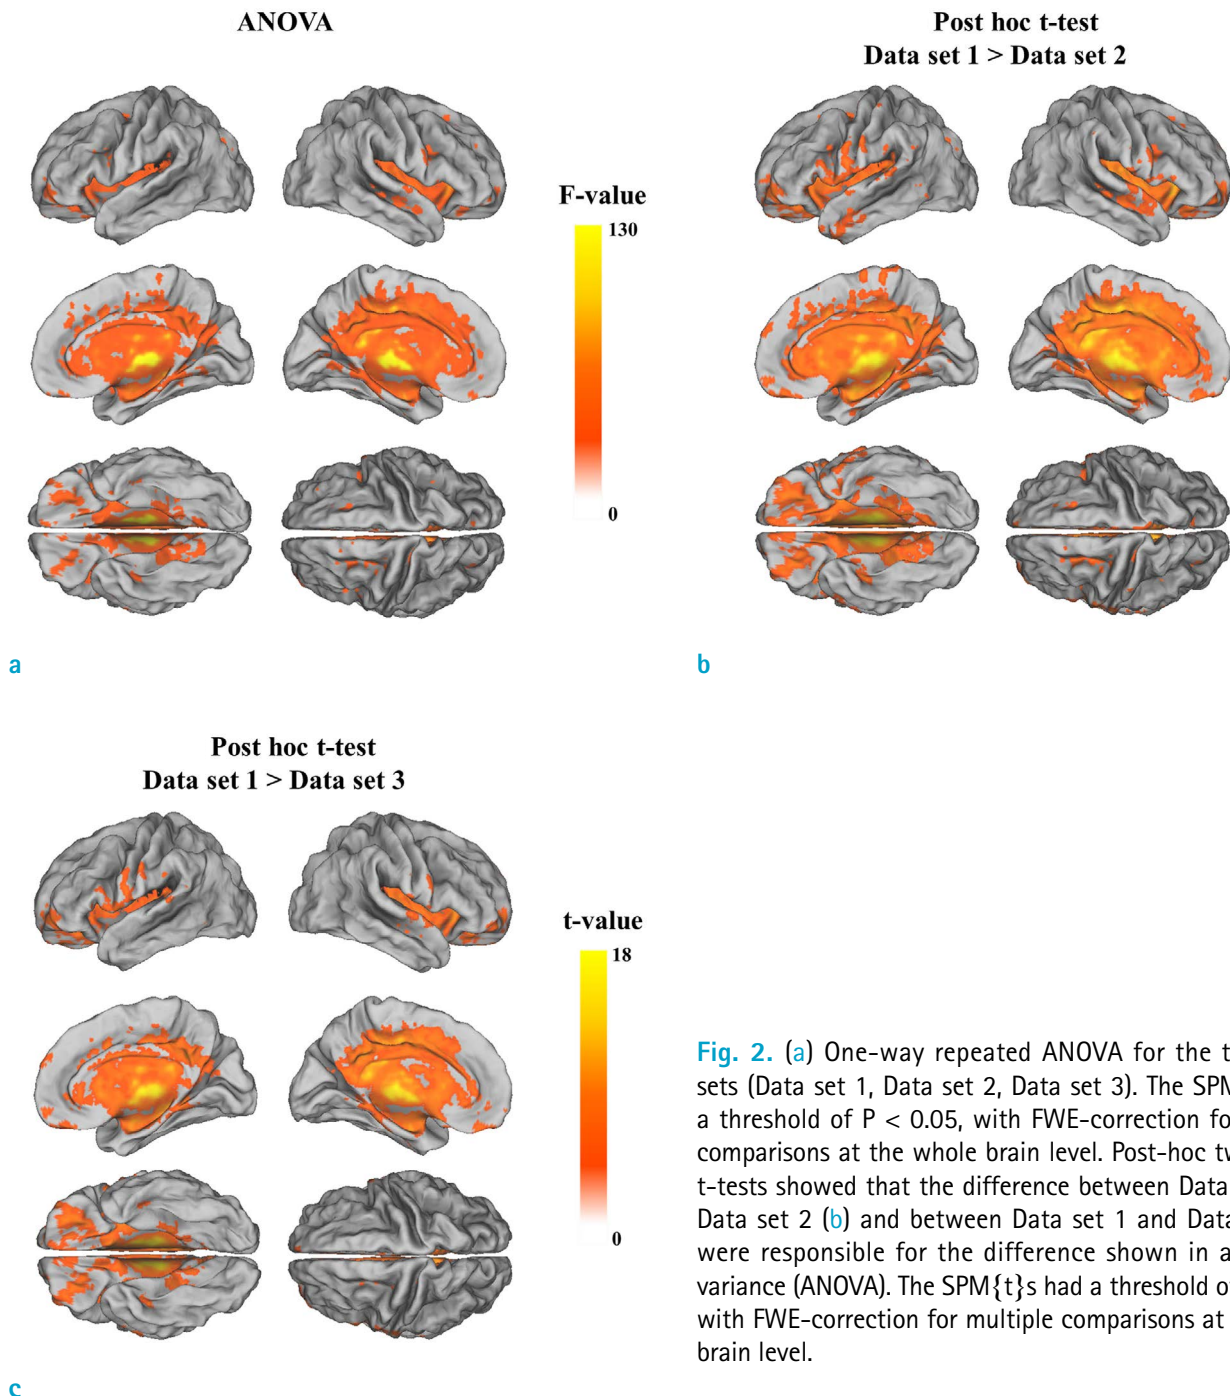 ANOVA
F-value
130
0
a
Post hoc t-test
Data set 1 > Data set 2
b
Post hoc t-test
Data set 1 > Data set 3
t-value
18
0
c
Fig. 2. (a) One-way repeated ANOVA for the
sets (Data set 1, Data set 2, Data set 3). The
a threshold of P < 0.05, with FWE-correction
comparisons at the whole brain level. Post-hoc
t-tests showed that the difference between Data
Data set 2 (b) and between Data set 1 and
were responsible for the difference shown in
variance (ANOVA). The SPM{t}s had a threshold
with FWE-correction for multiple comparisons at
brain level.